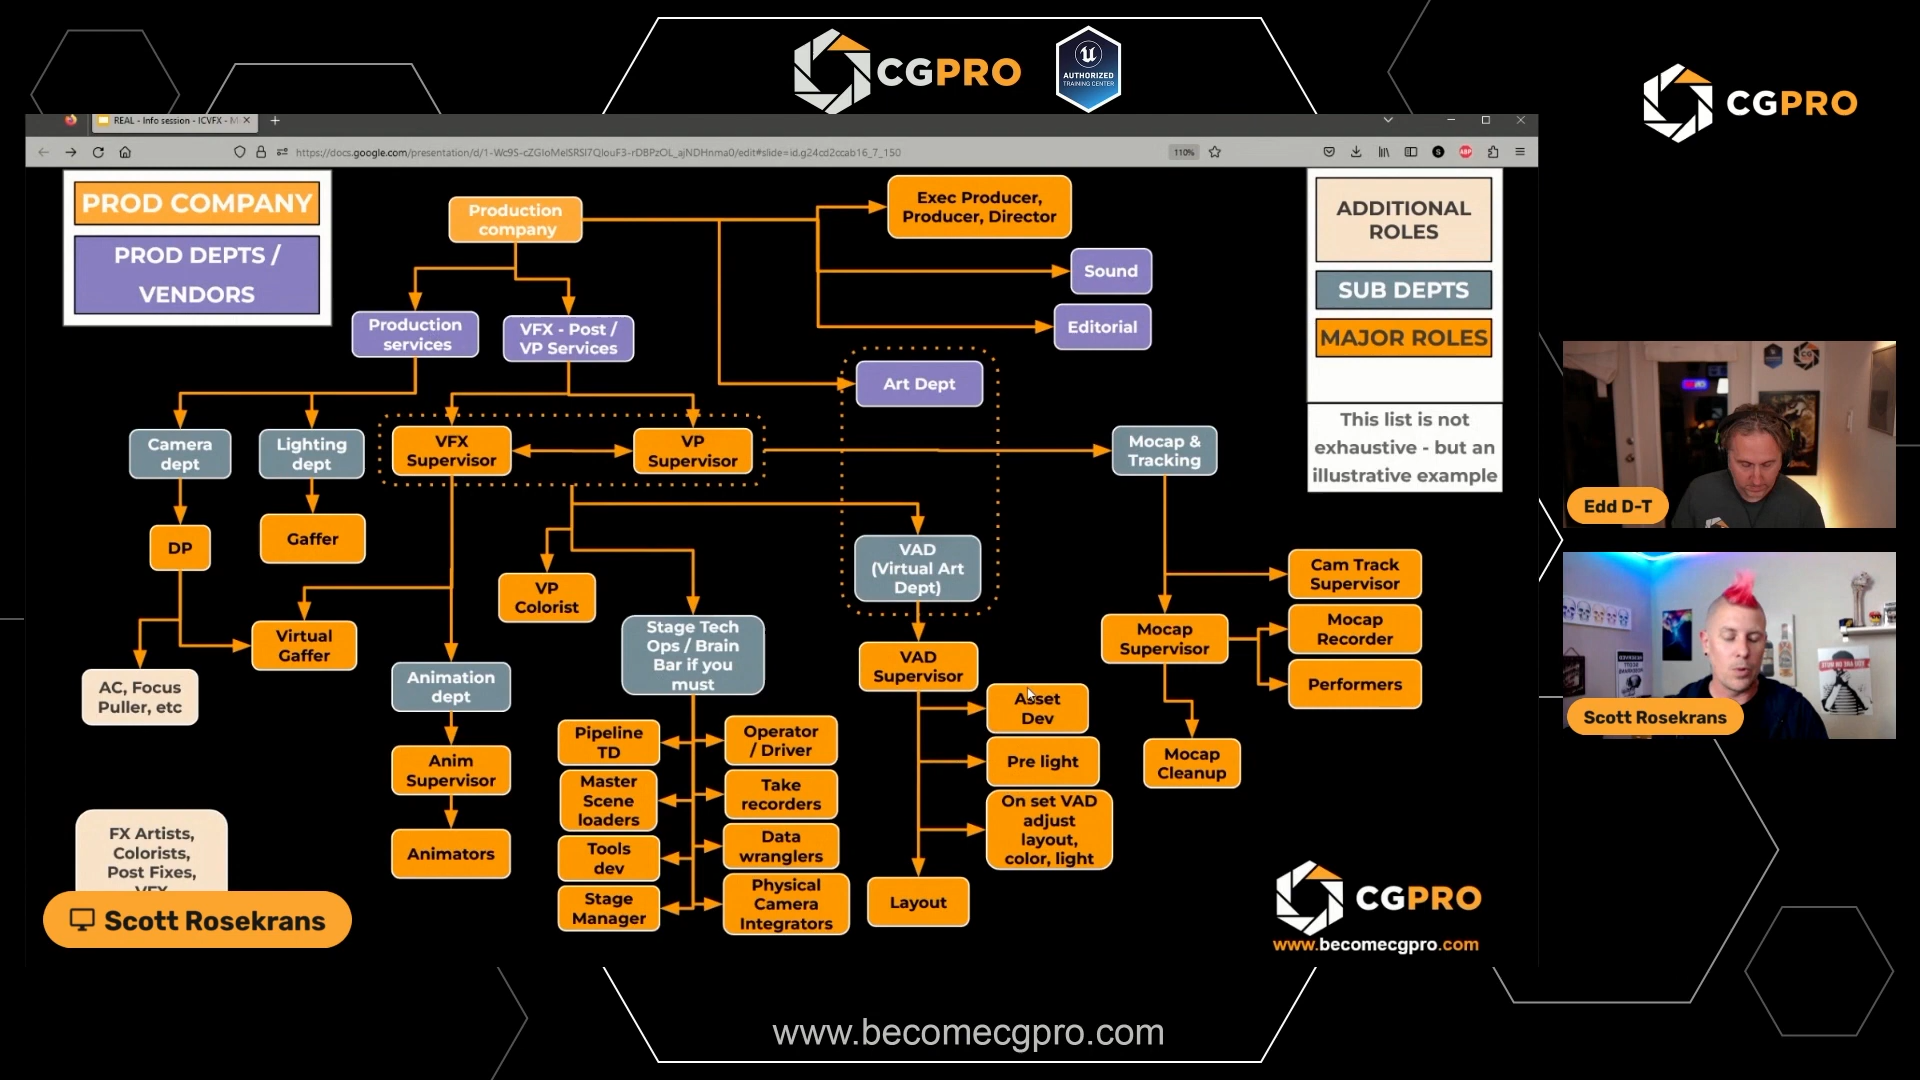 CGPRO
AUTHORIZED
TRAINING CENTER
CGPRO
REAL - Info session - ICVFX - M
110%
PROD COMPANY
PROD DEPTS /
VENDORS
Production
company
Exec Producer,
Producer, Director
Sound
Editorial
ADDITIONAL
ROLES
SUB DEPTS
MAJOR ROLES
This list is not
exhaustive - but an
illustrative example
Production
services
VFX - Post /
VP Services
Art Dept
Camera
dept
Lighting
dept
VFX
Supervisor
VP
Supervisor
Mocap &
Tracking
DP
Gaffer
VP
Colorist
VAD
(Virtual Art
Dept)
Cam Track
Supervisor
Virtual
Gaffer
Stage Tech
Ops / Brain
Bar if you
must
VAD
Supervisor
Mocap
Supervisor
Mocap
Recorder
Performers
AC, Focus
Puller, etc
Animation
dept
Asset
Dev
Pipeline
TD
Operator
/ Driver
Pre light
Mocap
Cleanup
Anim
Supervisor
Master
Scene
loaders
Take
recorders
On set VAD
adjust
layout,
color, light
FX Artists,
Colorists,
Post Fixes,
VFX
Animators
Tools
dev
Data
wranglers
Stage
Manager
Physical
Camera
Integrators
Layout
CGPRO
www.becomecgpro.com
Scott Rosekrans
Edd D-T
Scott Rosekrans
www.becomecgpro.com